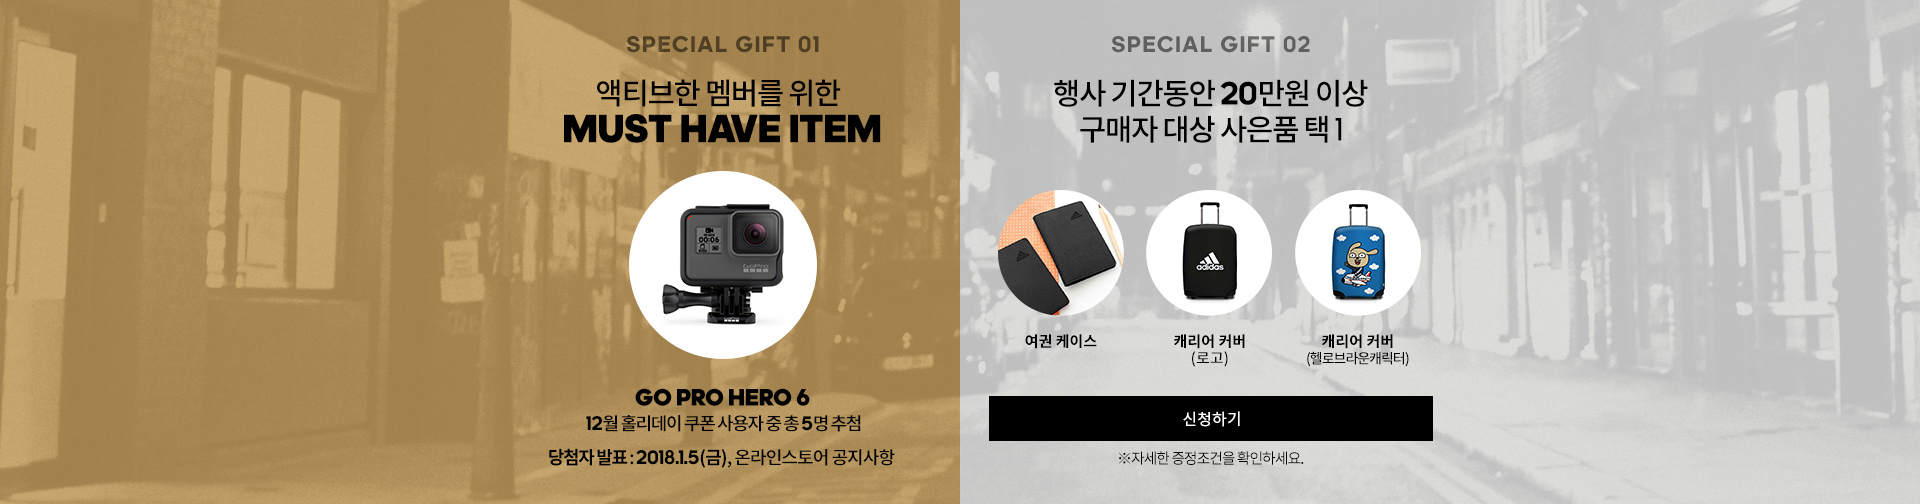 SPECIAL GIFT 01
액티브한 멤버를 위한
MUST HAVE ITEM
00:06
GoPro
GO PRO HERO 6
12월 홀리데이 쿠폰 사용자 중 총 5명 추첨
당첨자 발표 : 2018.1.5(금), 온라인스토어 공지사항
SPECIAL GIFT 02
행사 기간동안 20만원 이상
구매자 대상 사은품 택1
adidas
여권 케이스
캐리어 커버
(로고)
캐리어 커버
(헬로브라운캐릭터)
신청하기
※자세한 증정조건을 확인하세요.